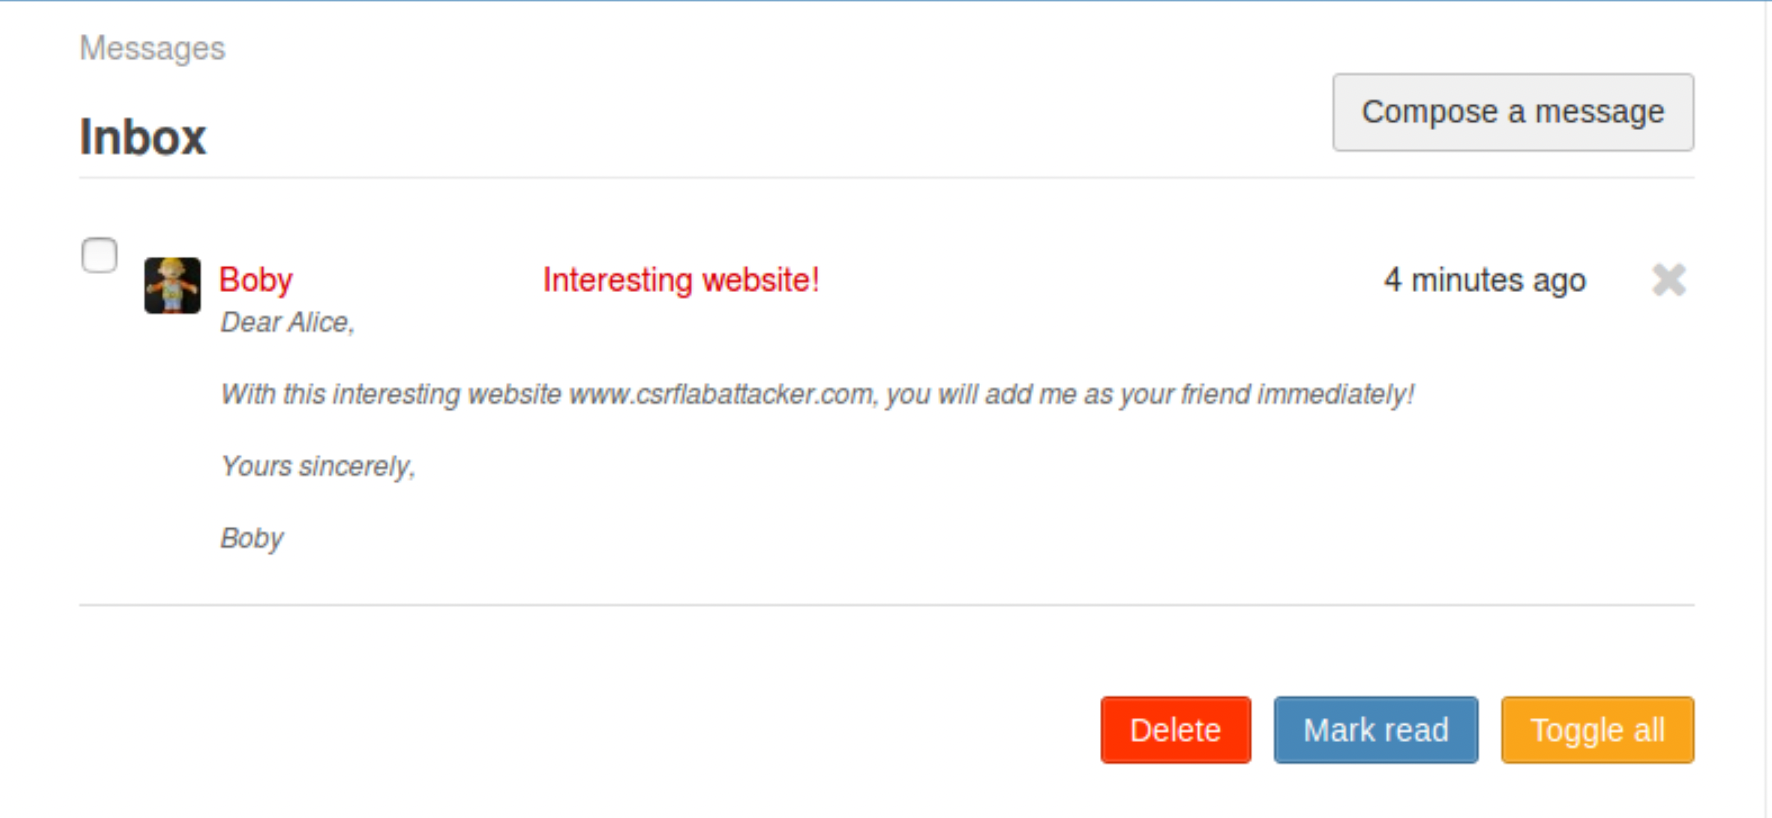 Messages
Compose a message
Inbox
Boby Interesting website! 4 minutes ago
Dear Alice,
With this interesting website www.csrflabattacker.com, you will add me as your friend immediately!
Yours sincerely,
Boby
Delete Mark read Toggle all